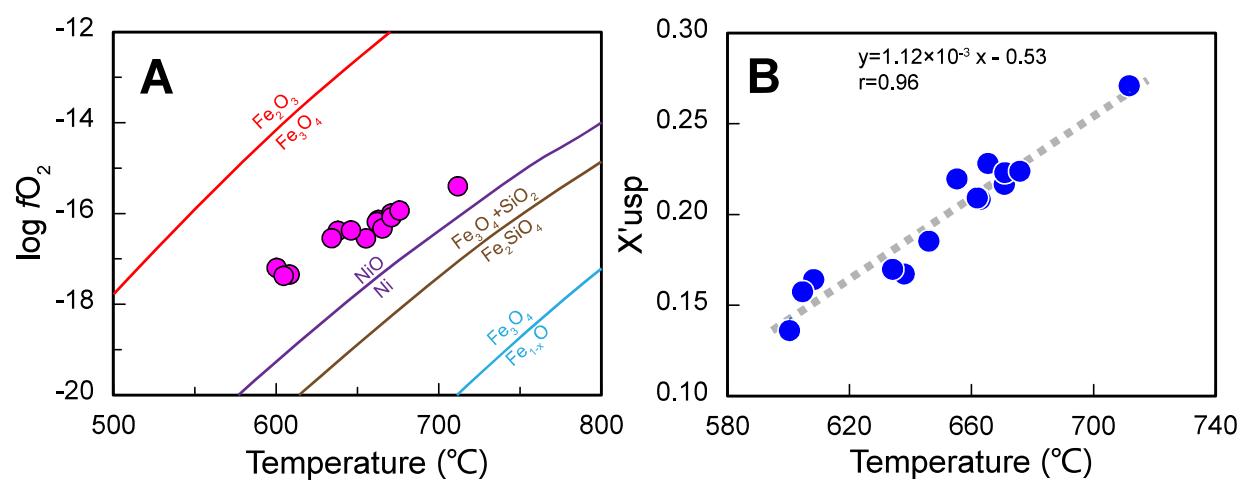 A
log fO₂
-12
-14
-16
-18
-20
500
600
700
800
Temperature (℃)
Fe₂O₃
Fe₃O₄
NiO
Ni
Fe₃O₄+SiO₂
Fe₂SiO₄
Fe₃O₄
Fe₁₋ₓO
B
y=1.12×10⁻³ x – 0.53
r=0.96
X'usp
0.30
0.25
0.20
0.15
0.10
580
620
660
700
740
Temperature (℃)